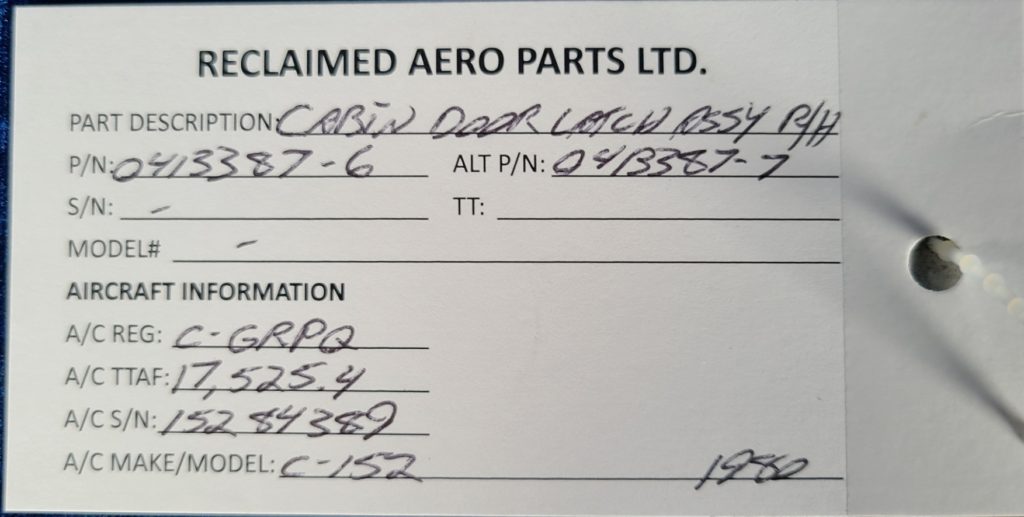 RECLAIMED AERO PARTS LTD.
PART DESCRIPTION: CABIN DOOR LATCH ASSY R/H
P/N: 0413387-6 ALT P/N: 0413387-7
S/N: - TT:
MODEL# -
AIRCRAFT INFORMATION
A/C REG: C-GRPQ
A/C TTAF: 17,525.4
A/C S/N: 15284389
A/C MAKE/MODEL: C-152 1980